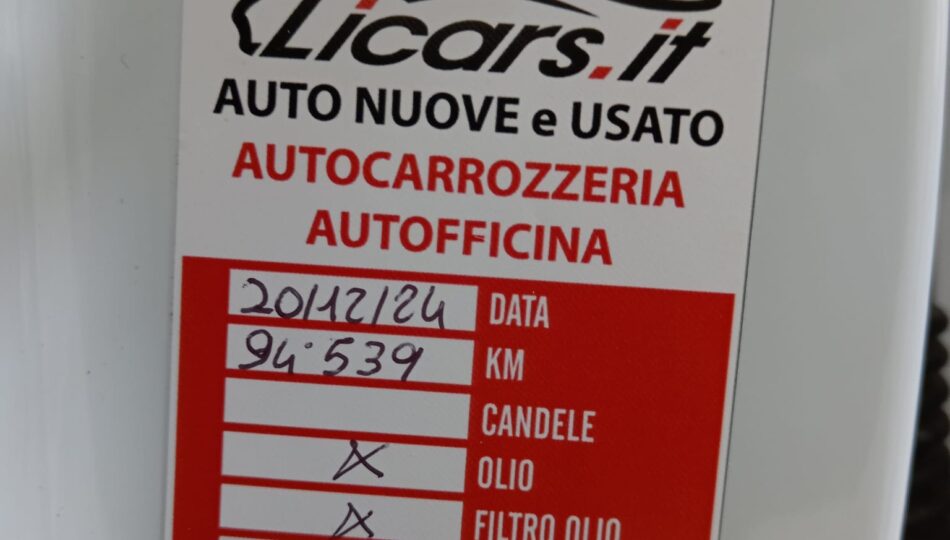 Licars.it
AUTO NUOVE e USATO
AUTOCARROZZERIA
AUTOFFICINA
20/12/24 DATA
94.539 KM
CANDELE
X OLIO
X FILTRO OLIO